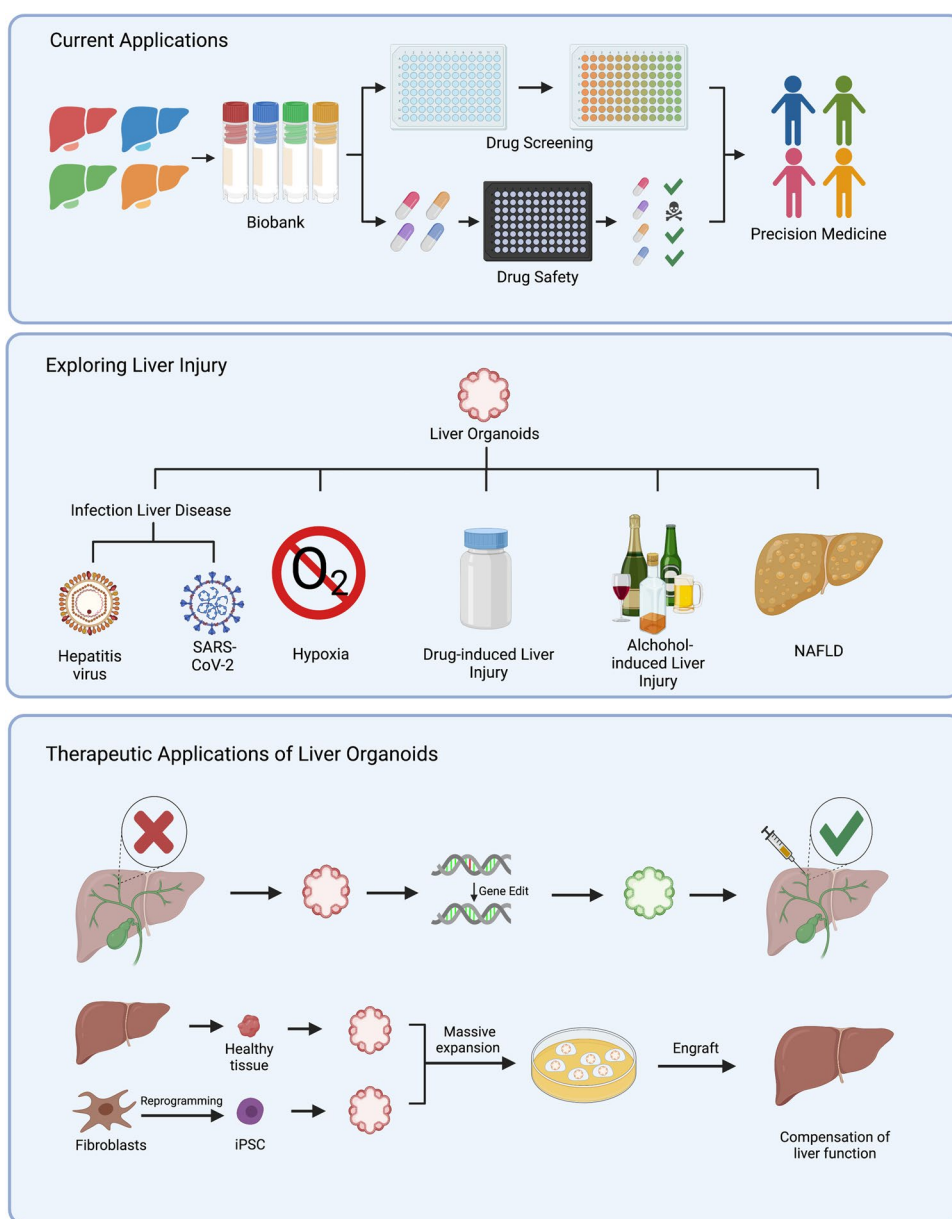 Current Applications
Drug Screening
Biobank
Drug Safety
Precision Medicine
Exploring Liver Injury
Liver Organoids
Infection Liver Disease
O2
Hepatitis
virus
SARS-
CoV-2
Hypoxia
Drug-induced Liver
Injury
Alchohol-
induced Liver
Injury
NAFLD
Therapeutic Applications of Liver Organoids
Gene Edit
Healthy
tissue
Massive
expansion
Engraft
Reprogramming
Fibroblasts
iPSC
Compensation of
liver function